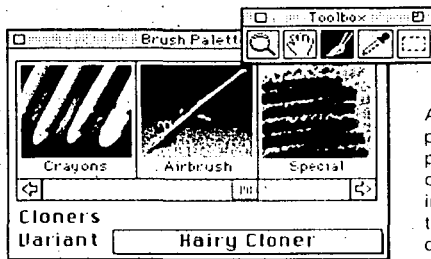 Toolbox
Brush Palett
Crayons
Airbrush
Special
Cloners
Variant
Hairy Cloner